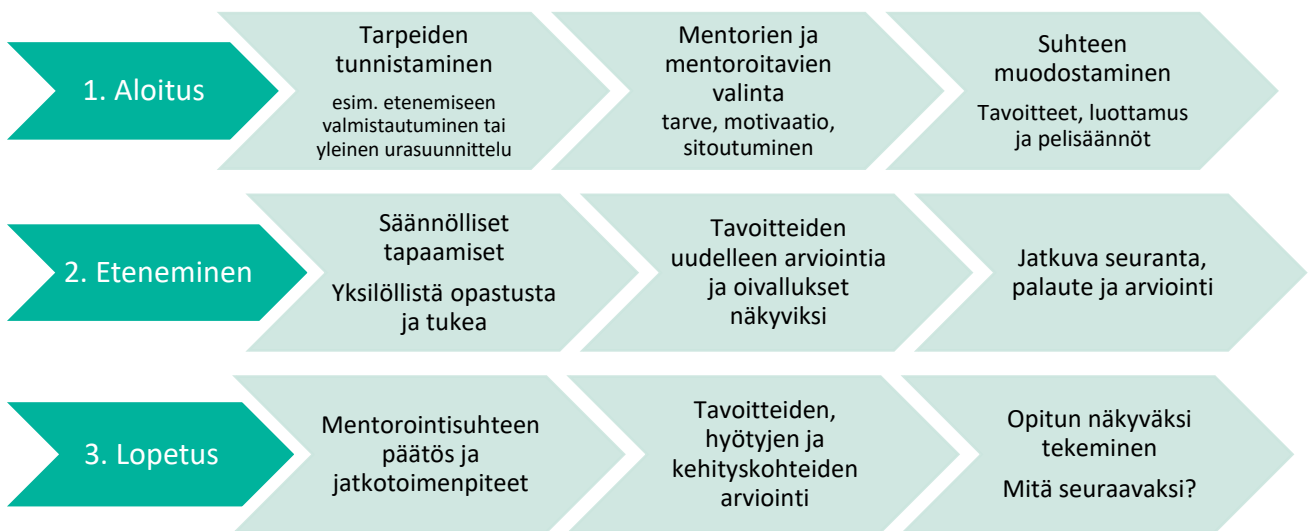 1. Aloitus
Tarpeiden
tunnistaminen
esim. etenemiseen
valmistautuminen tai
yleinen urasuunnittelu
Mentorien ja
mentoroitavien
valinta
tarve, motivaatio,
sitoutuminen
Suhteen
muodostaminen
Tavoitteet, luottamus
ja pelisäännöt
2. Eteneminen
Säännölliset
tapaamiset
Yksilöllistä opastusta
ja tukea
Tavoitteiden
uudelleen arviointia
ja oivallukset
näkyviksi
Jatkuva seuranta,
palaute ja arviointi
3. Lopetus
Mentorointisuhteen
päätös ja
jatkotoimenpiteet
Tavoitteiden,
hyötyjen ja
kehityskohteiden
arviointi
Opitun näkyväksi
tekeminen
Mitä seuraavaksi?